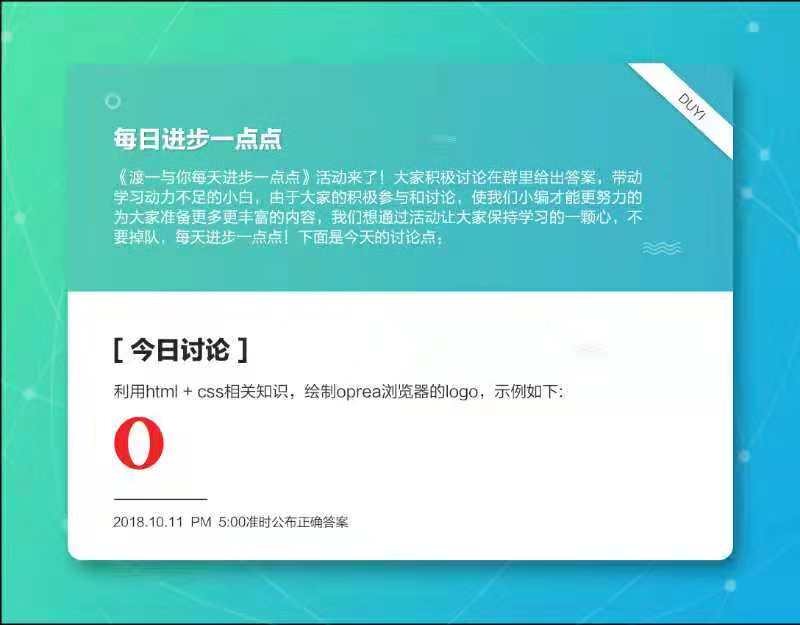 DUYI
每日进步一点点
《渡一与你每天进步一点点》活动来了！大家积极讨论在群里给出答案，带动
学习动力不足的小白，由于大家的积极参与和讨论，使我们小编才能更努力的
为大家准备更多更丰富的内容，我们想通过活动让大家保持学习的一颗心，不
要掉队，每天进步一点点！下面是今天的讨论点；
[ 今日讨论 ]
利用html + css相关知识，绘制oprea浏览器的logo，示例如下：
2018.10.11 PM 5:00准时公布正确答案